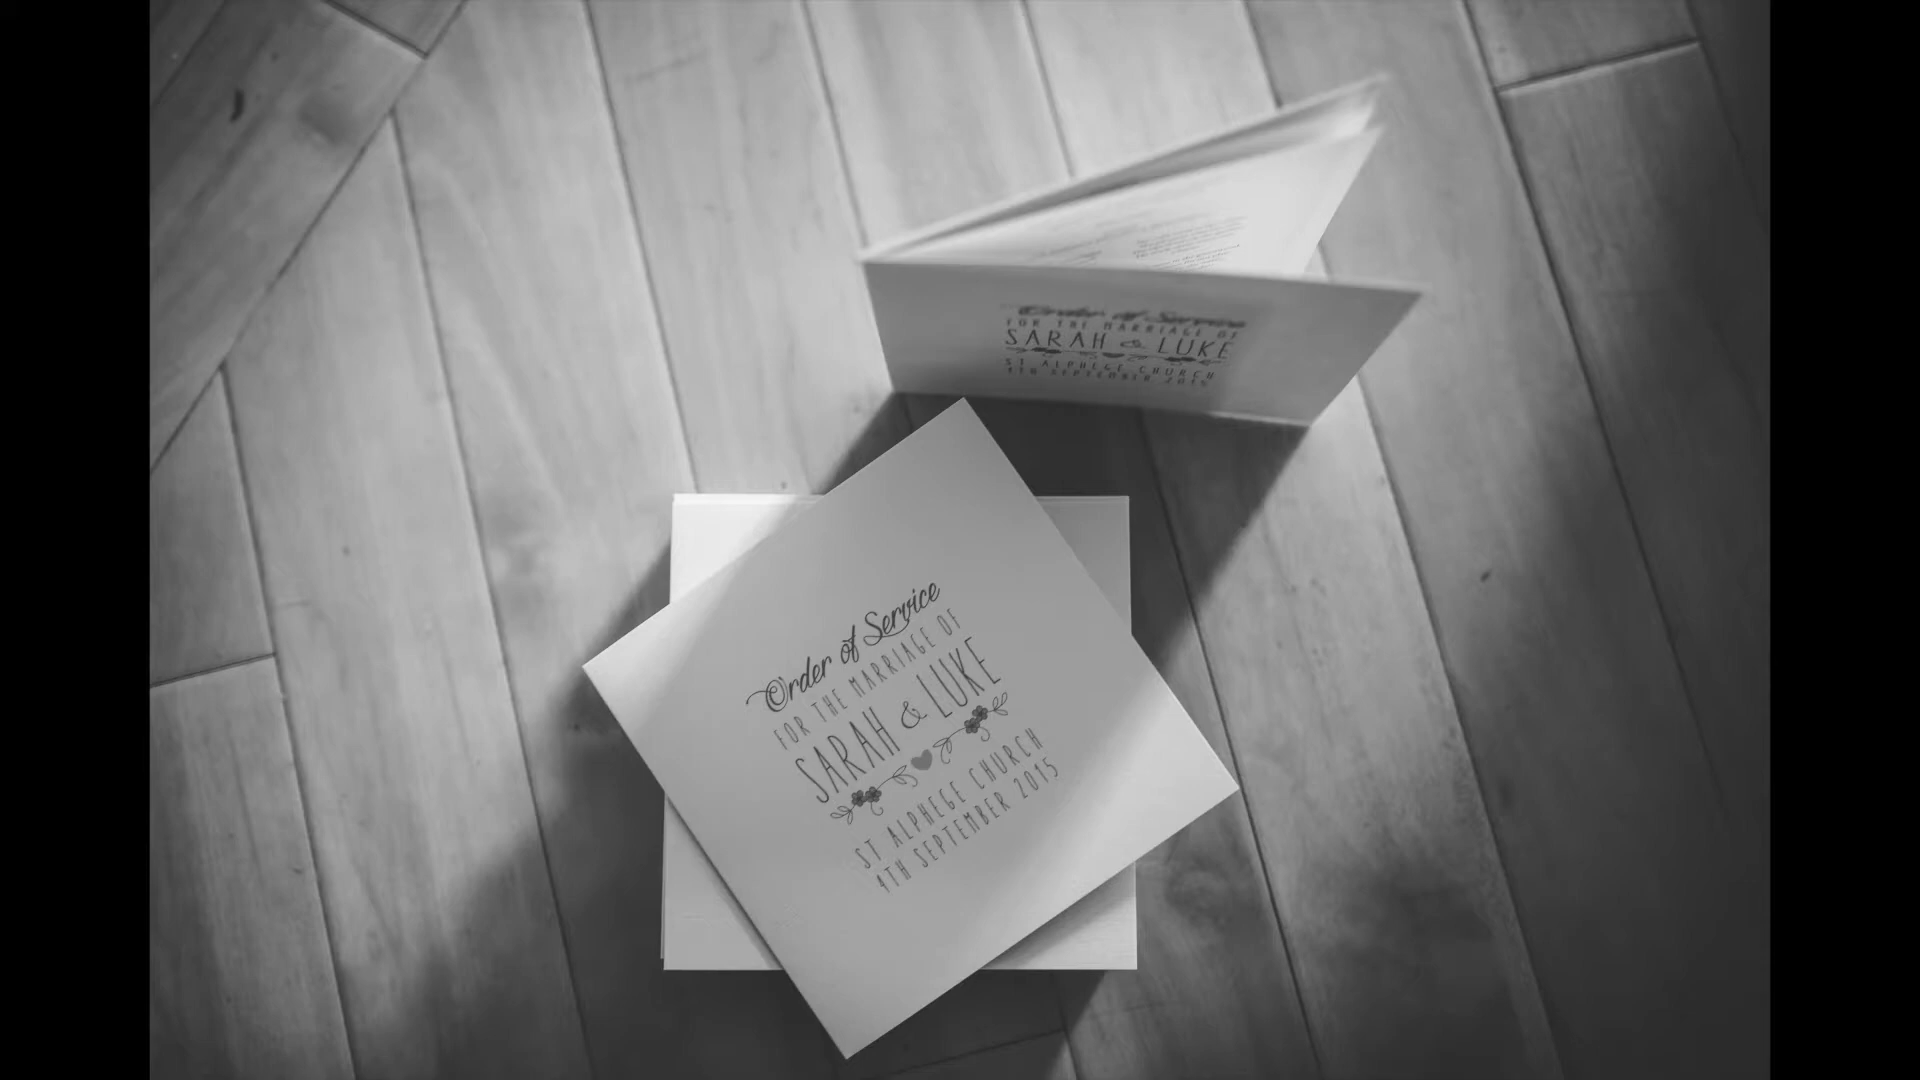 Order of Service
FOR THE MARRIAGE OF
SARAH & LUKE
ST ALPHEGE CHURCH
4TH SEPTEMBER 2015
Order of Service
FOR THE MARRIAGE OF
SARAH & LUKE
ST ALPHEGE CHURCH
4TH SEPTEMBER 2015